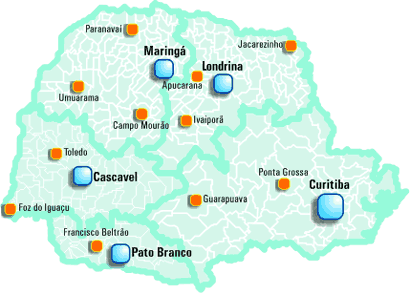 Paranavaí
Maringá
Jacarezinho
Londrina
Apucarana
Umuarama
Campo Mourão
Ivaiporã
Toledo
Cascavel
Ponta Grossa
Curitiba
Guarapuava
Foz do Iguaçu
Francisco Beltrão
Pato Branco